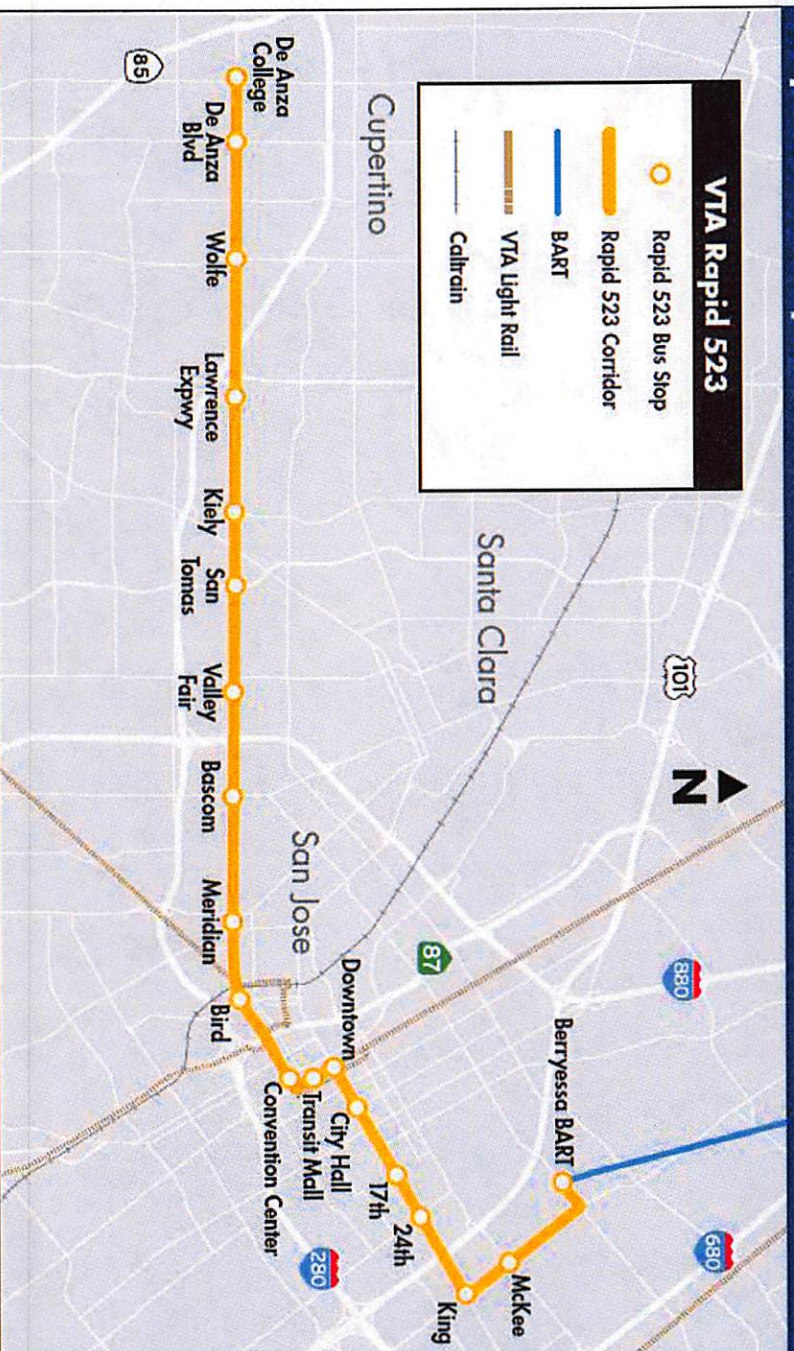 VTA Rapid 523
Rapid 523 Bus Stop
Rapid 523 Corridor
BART
VTA Light Rail
Caltrain
Cupertino
Santa Clara
San Jose
N
85
101
87
880
680
280
De Anza
College
De Anza
Blvd
Wolfe
Lawrence
Expwy
Kiely
San
Tomas
Valley
Fair
Bascom
Meridian
Bird
Convention Center
Transit Mall
Downtown
City Hall
17th
24th
King
McKee
Berryessa BART